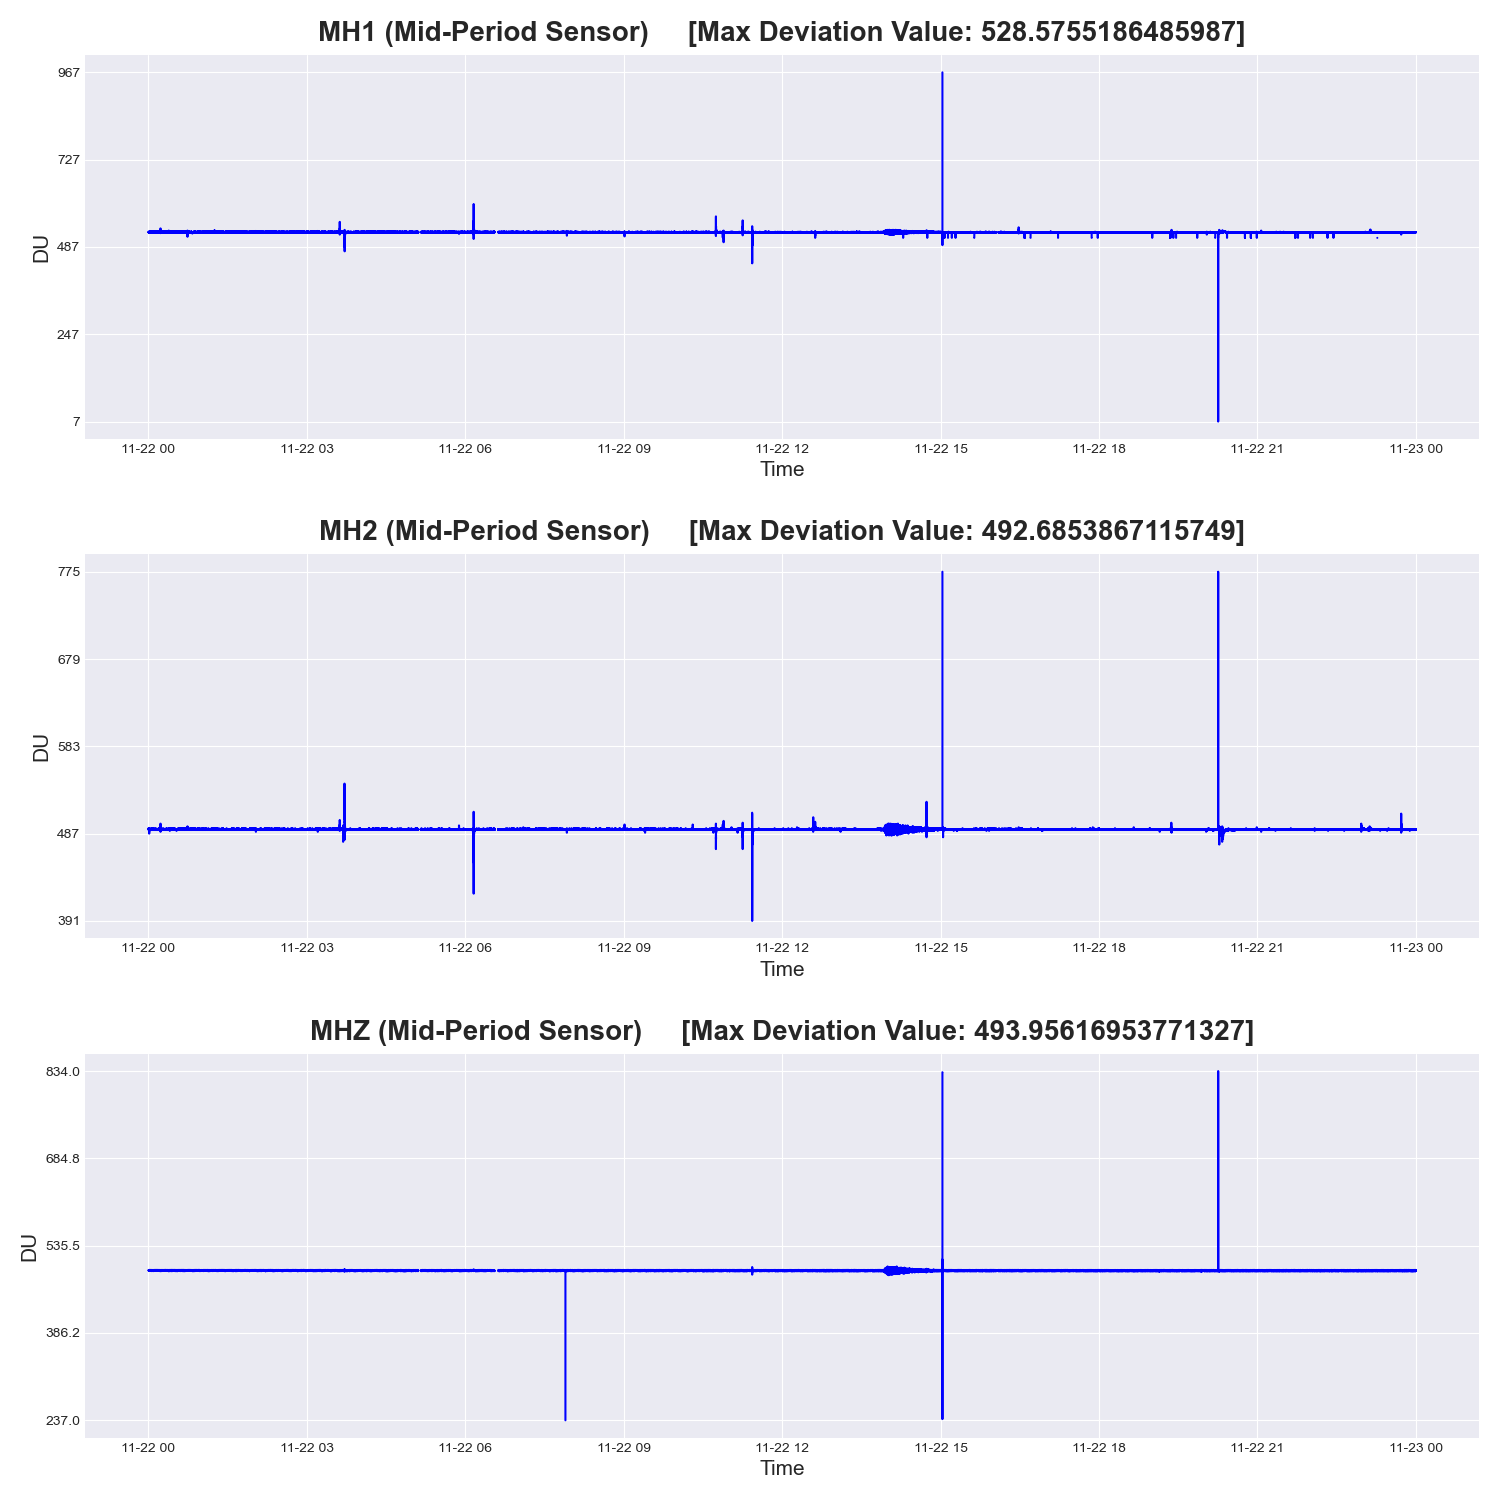 MH1 (Mid-Period Sensor) [Max Deviation Value: 528.5755186485987]
967
727
487
247
7
DU
11-22 00 11-22 03 11-22 06 11-22 09 11-22 12 11-22 15 11-22 18 11-22 21 11-23 00
Time
MH2 (Mid-Period Sensor) [Max Deviation Value: 492.6853867115749]
775
679
583
487
391
DU
11-22 00 11-22 03 11-22 06 11-22 09 11-22 12 11-22 15 11-22 18 11-22 21 11-23 00
Time
MHZ (Mid-Period Sensor) [Max Deviation Value: 493.95616953771327]
834.0
684.8
535.5
386.2
237.0
DU
11-22 00 11-22 03 11-22 06 11-22 09 11-22 12 11-22 15 11-22 18 11-22 21 11-23 00
Time